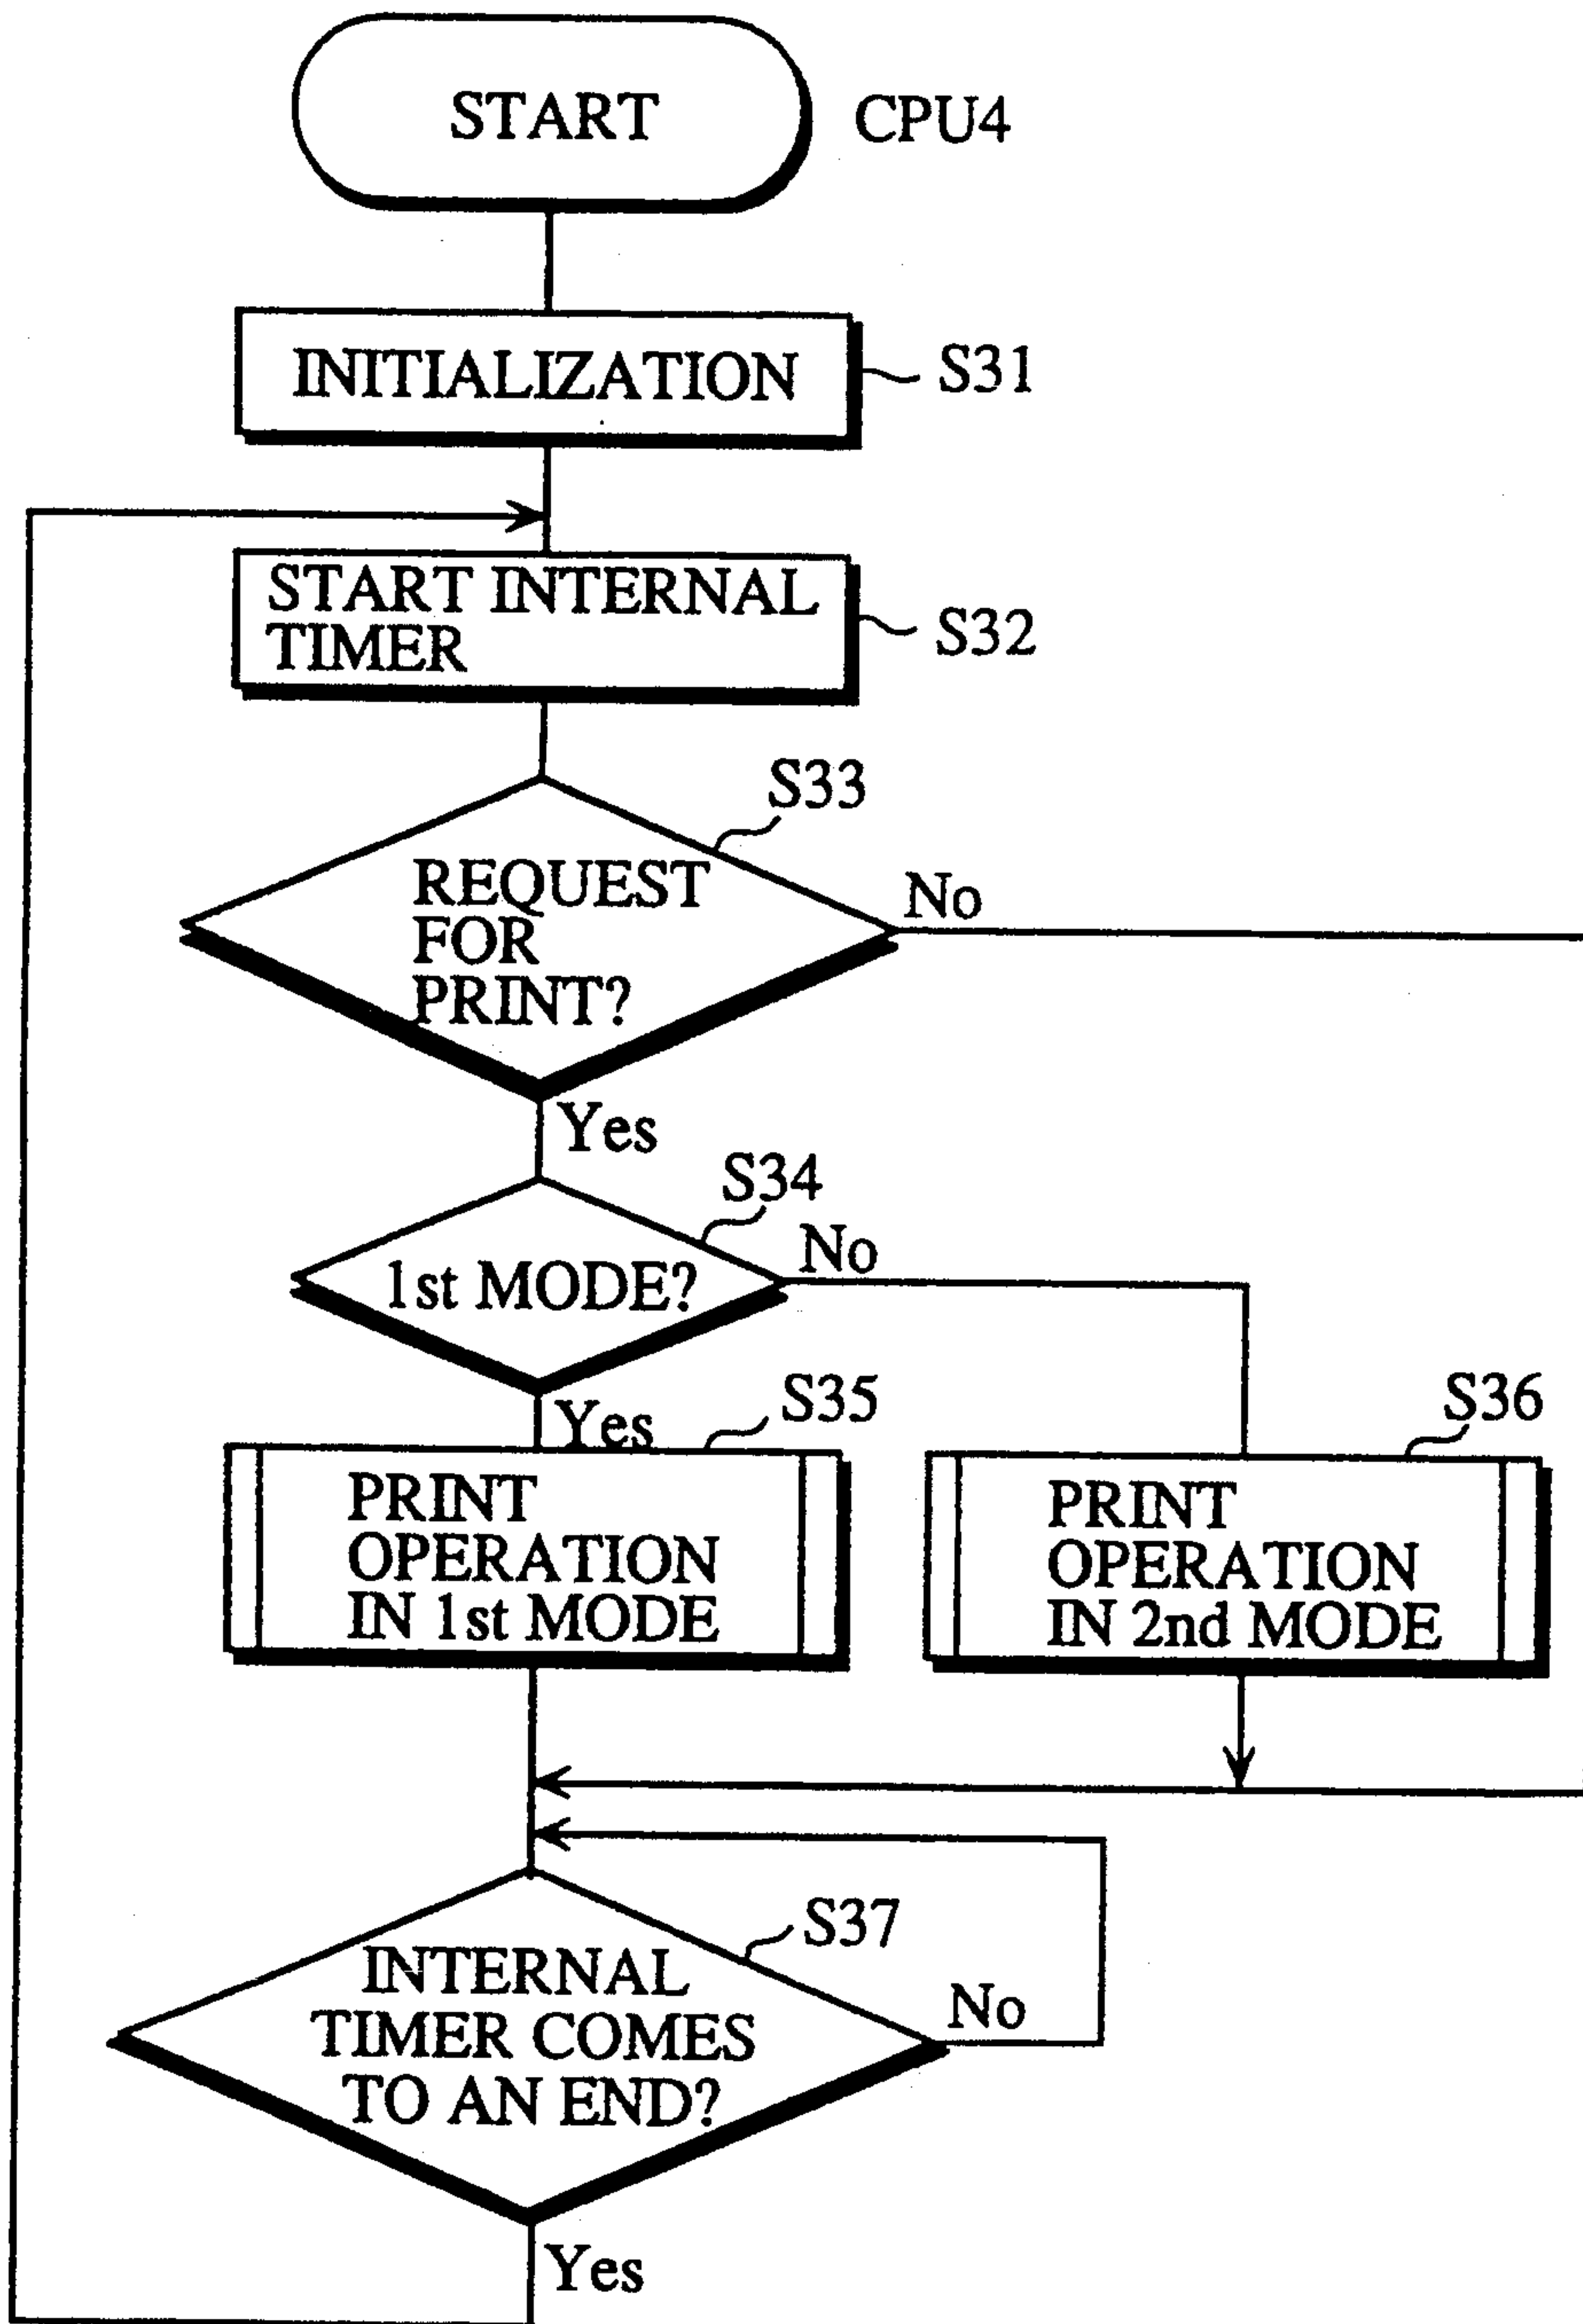 START
CPU4
INITIALIZATION
S31
START INTERNAL
TIMER
S32
S33
REQUEST
FOR
PRINT?
No
Yes
S34
1st MODE?
No
Yes
S35
PRINT
OPERATION
IN 1st MODE
S36
PRINT
OPERATION
IN 2nd MODE
S37
INTERNAL
TIMER COMES
TO AN END?
No
Yes